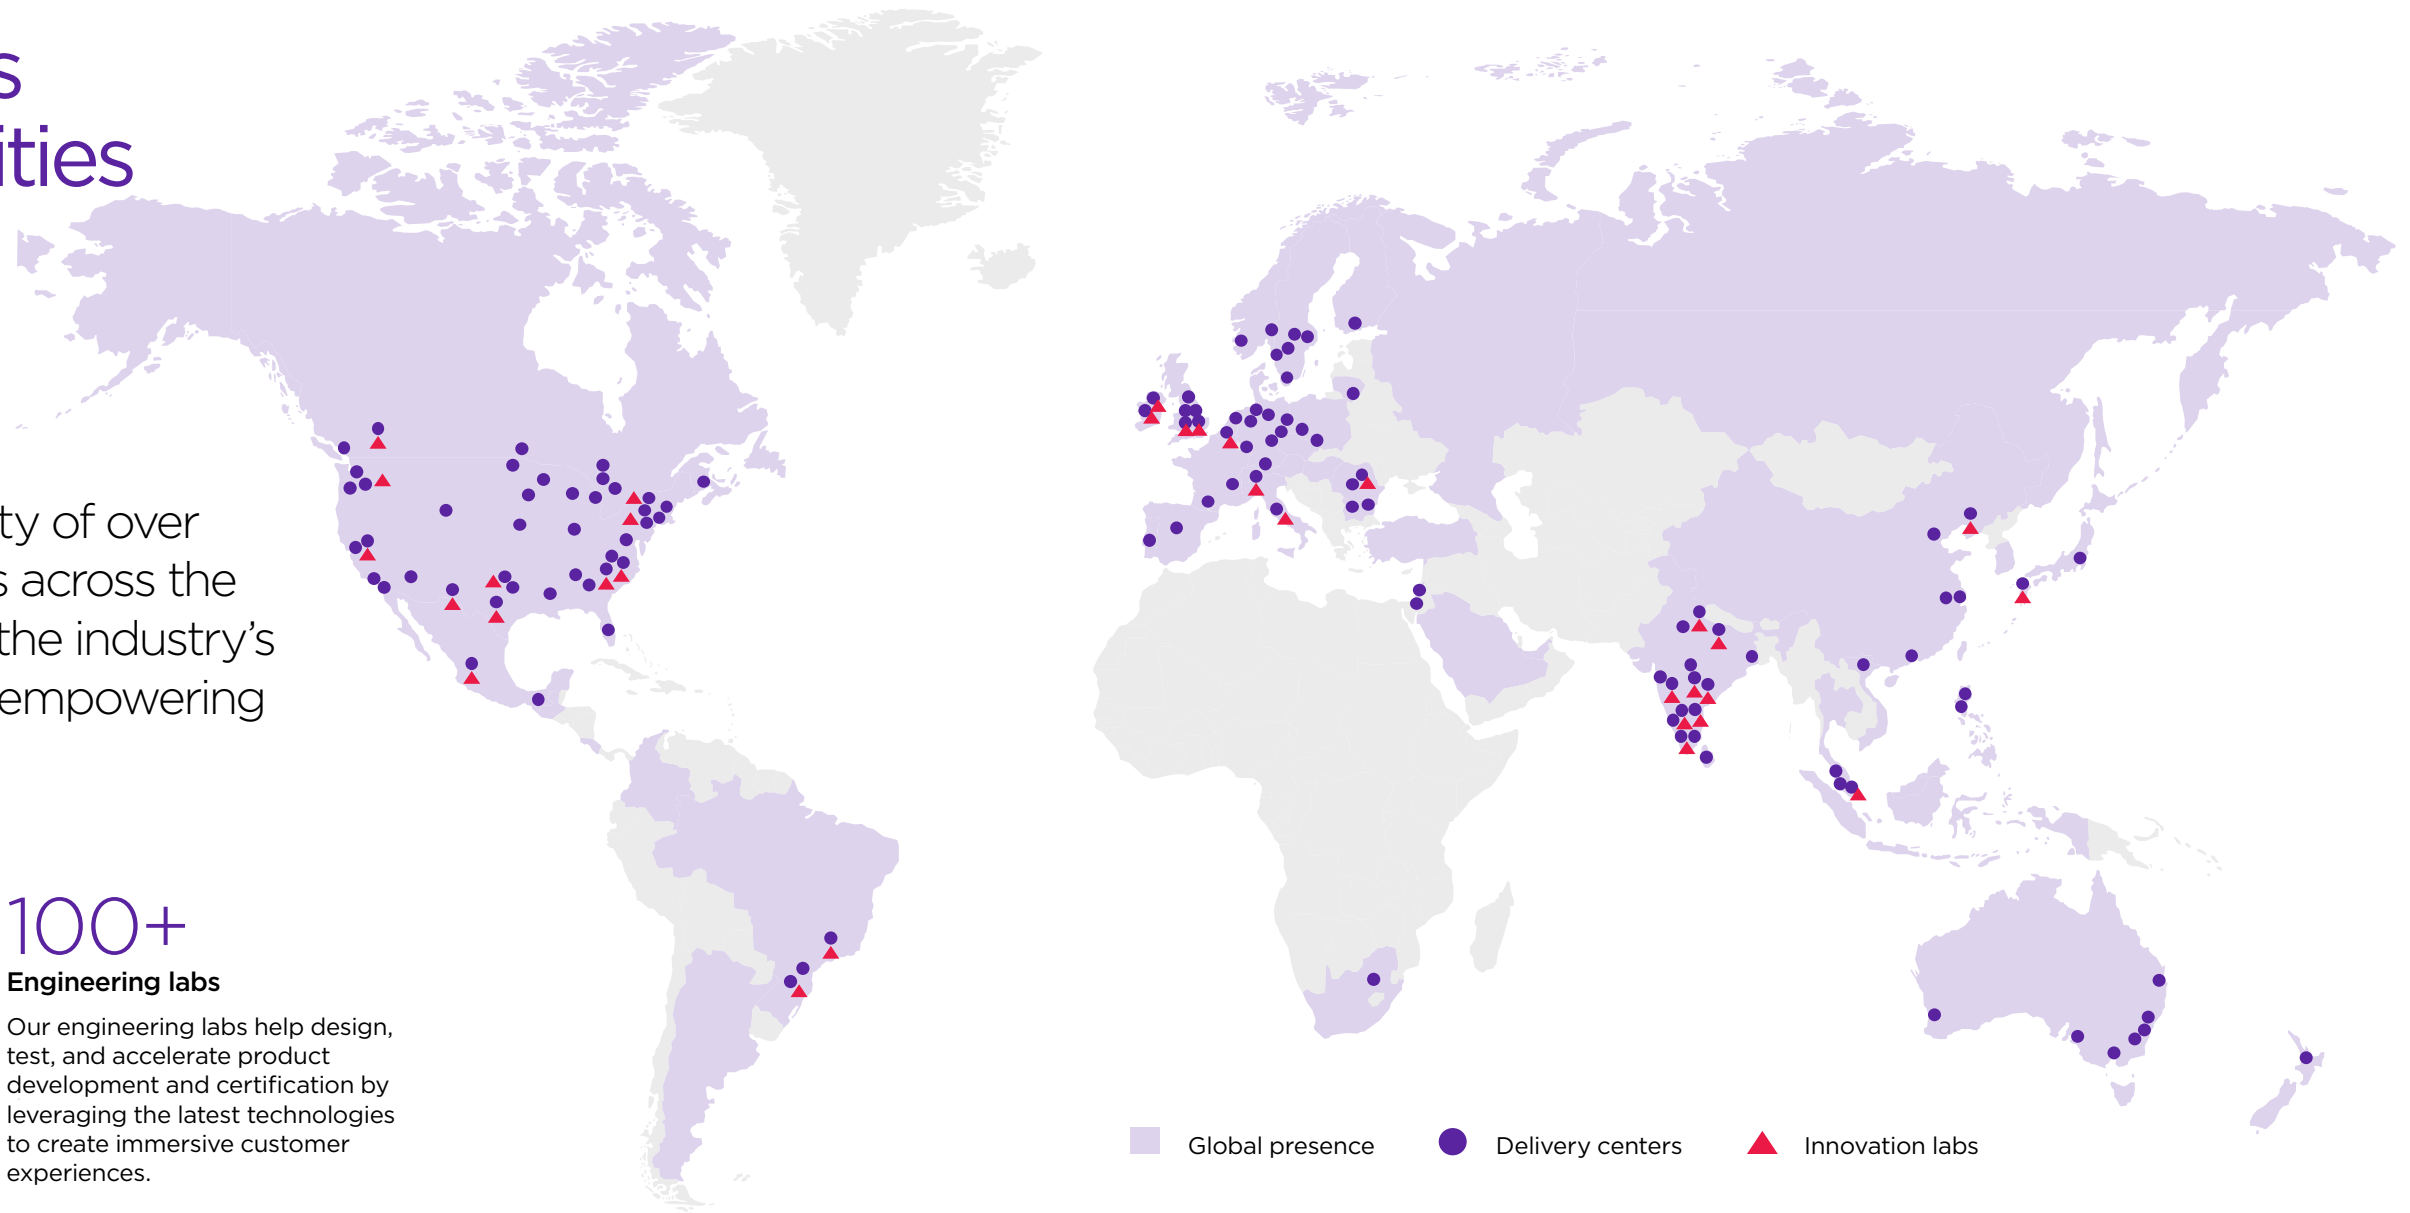 s
ities
ty of over
s across the
the industry's
empowering
100+
Engineering labs
Our engineering labs help design,
test, and accelerate product
development and certification by
leveraging the latest technologies
to create immersive customer
experiences.
Global presence
Delivery centers
Innovation labs